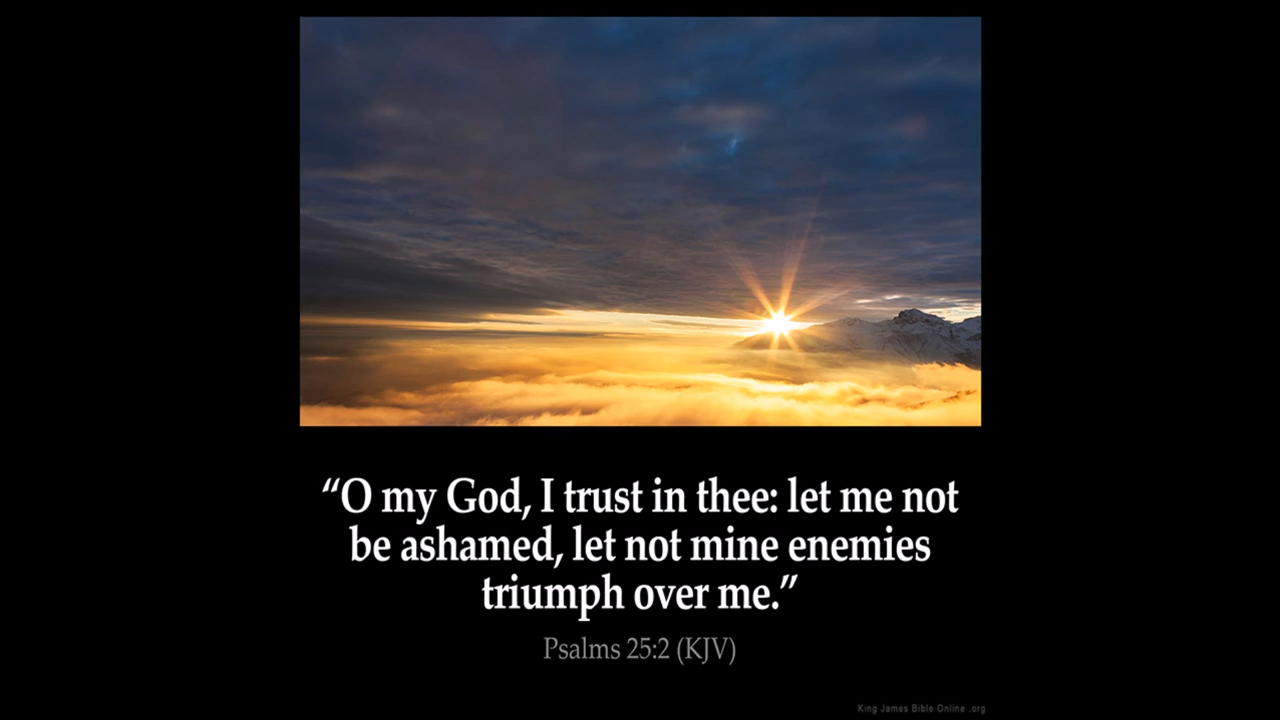 “O my God, I trust in thee: let me not
be ashamed, let not mine enemies
triumph over me.”
Psalms 25:2 (KJV)
King James Bible Online .org